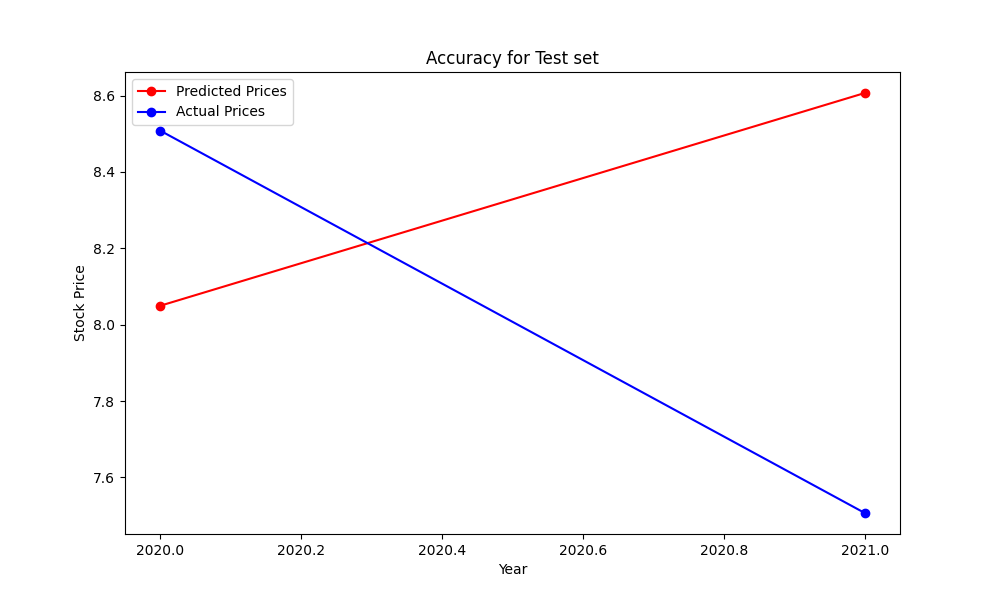 Accuracy for Test set
Predicted Prices
Actual Prices
8.6
8.4
8.2
8.0
7.8
7.6
Stock Price
2020.0
2020.2
2020.4
2020.6
2020.8
2021.0
Year